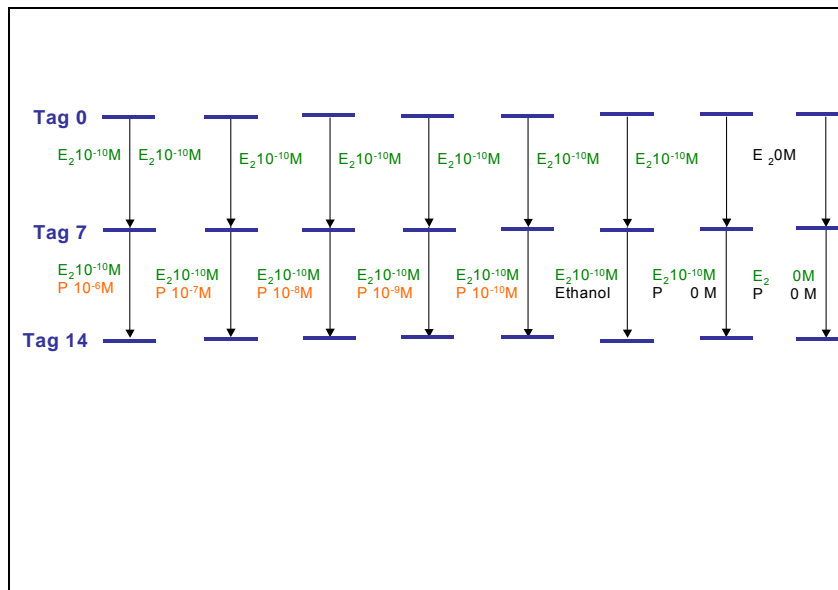 Tag 0
E₂10⁻¹⁰M E₂10⁻¹⁰M E₂10⁻¹⁰M E₂10⁻¹⁰M E₂10⁻¹⁰M E₂10⁻¹⁰M E₂10⁻¹⁰M E ₂0M
Tag 7
E₂10⁻¹⁰M E₂10⁻¹⁰M E₂10⁻¹⁰M E₂10⁻¹⁰M E₂10⁻¹⁰M E₂10⁻¹⁰M E₂10⁻¹⁰M E₂ 0M
P 10⁻⁶M P 10⁻⁷M P 10⁻⁸M P 10⁻⁹M P 10⁻¹⁰M Ethanol P 0 M P 0 M
Tag 14